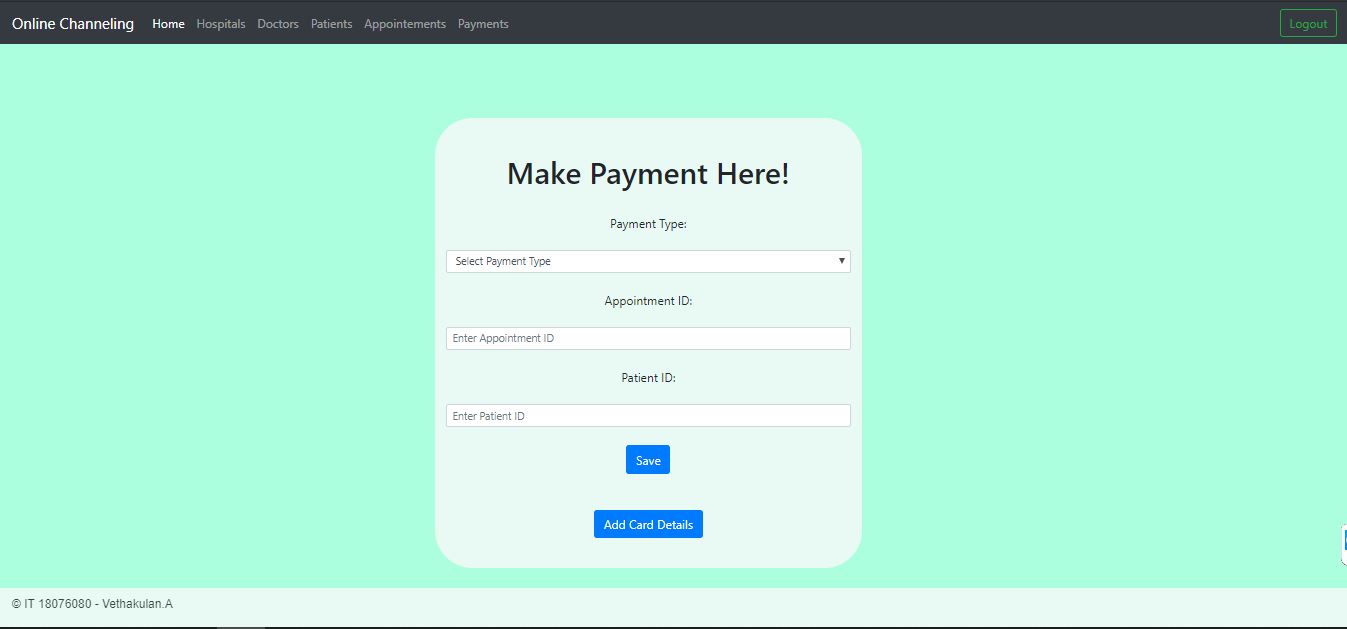 Online Channeling Home Hospitals Doctors Patients Appointements Payments Logout
Make Payment Here!
Payment Type:
Select Payment Type
Appointment ID:
Enter Appointment ID
Patient ID:
Enter Patient ID
Save
Add Card Details
© IT 18076080 - Vethakulan.A